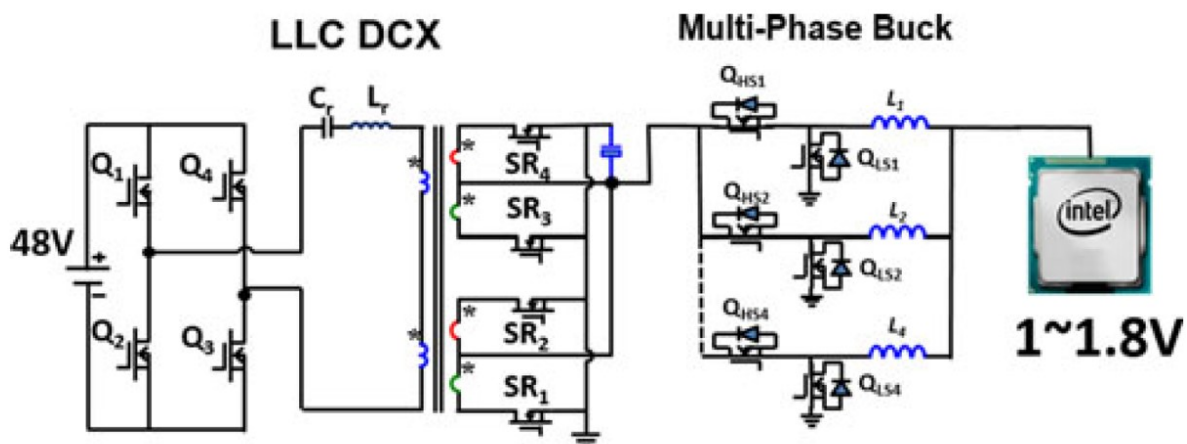 LLC DCX
Multi-Phase Buck
48V
+
−
Q1
Q4
Q2
Q3
Cr
Lr
*
*
*
*
*
*
SR4
SR3
SR2
SR1
QHS1
L1
QLS1
QHS2
L2
QLS2
QHS4
L4
QLS4
intel
1~1.8V